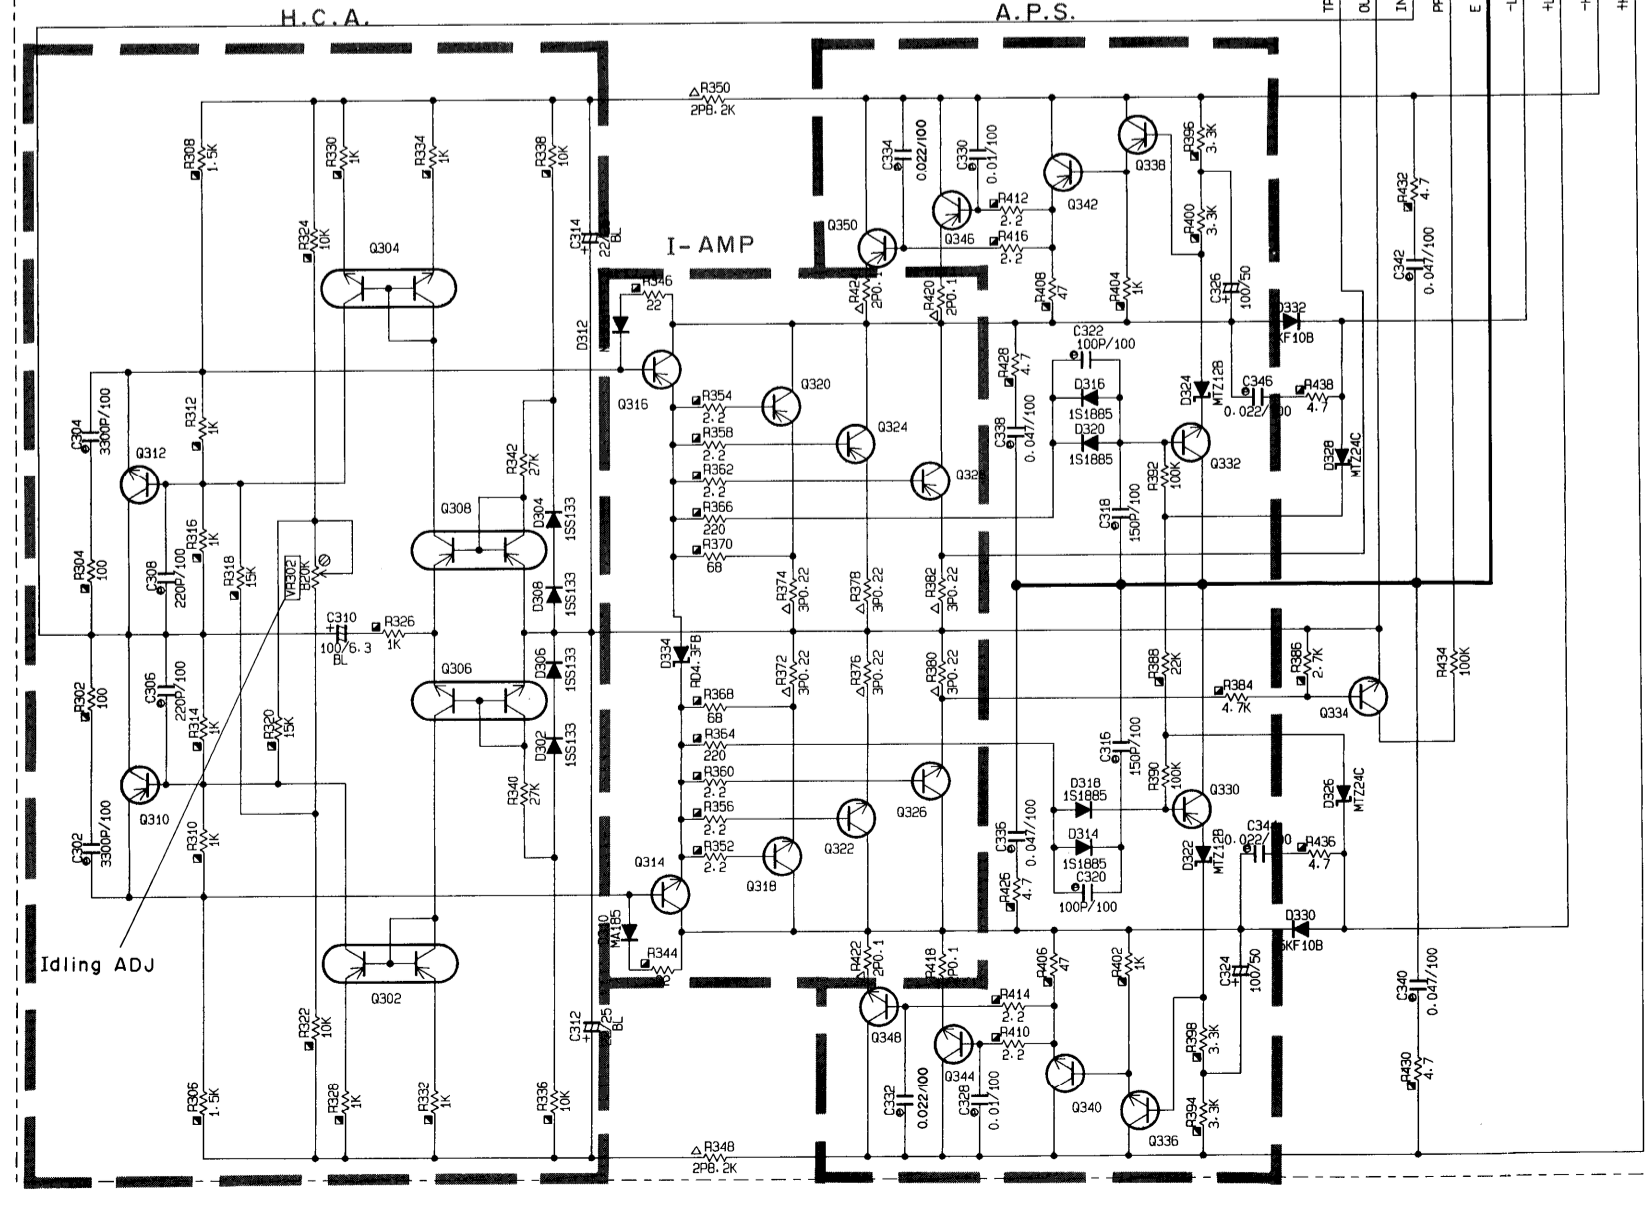 H.C.A.
A.P.S.
TP
OU
IN
PP
E
-L
+L
-H
+H
R350
2P8.2K
R308
1.5K
R330
1K
R334
1K
R338
10K
C334
0.022/100
C330
0.01/100
Q338
R396
3.3K
R432
4.7
R324
10K
C314
BL
I-AMP
Q350
Q346
R412
2.2
R416
2.2
Q342
R400
3.3K
Q304
R346
22
D312
R420
2P0.1
R408
47
R404
1K
C326
100/50
D332
C342
0.047/100
C304
3300P/100
R312
1K
Q312
Q316
R354
2.2
R358
2.2
R362
2.2
R366
220
R370
68
Q320
Q324
R428
4.7
C338
0.047/100
C322
100P/100
D316
1S1885
D320
1S1885
D324
MTZ12B
C346
R438
4.7
Q332
D328
MTZ24C
R342
27K
D304
1SS133
R392
100K
C318
150P/100
R304
100
C308
220P/100
R316
1K
R318
15K
VR302
B20K
Q308
D308
1SS133
R374
3P0.22
R378
3P0.22
R382
3P0.22
C310
100/6.3
BL
R326
1K
D334
RD4.3FB
R372
3P0.22
R376
3P0.22
R380
3P0.22
R388
22K
R386
2.7K
R434
100K
R302
100
C306
220P/100
R314
1K
R320
15K
Q306
D306
1SS133
D302
1SS133
R368
68
R364
220
R360
2.2
R356
2.2
R352
2.2
R384
4.7K
Q334
C316
150P/100
R390
100K
Q330
D326
MTZ24C
C302
3300P/100
Q310
R310
1K
R340
27K
Q314
Q318
Q322
Q326
C336
0.047/100
R426
4.7
D318
1S1885
D314
1S1885
C320
100P/100
D322
MTZ12B
R436
4.7
Idling ADJ
Q302
MA185
R344
R422
2P0.1
R418
R406
47
R402
1K
C324
100/50
D330
C340
0.047/100
R322
10K
C312
BL
Q348
Q344
R414
2.2
R410
2.2
Q340
Q336
R398
3.3K
R430
4.7
R306
1.5K
R328
1K
R332
1K
R336
10K
C332
0.022/100
C328
0.01/100
R394
3.3K
R348
2P8.2K